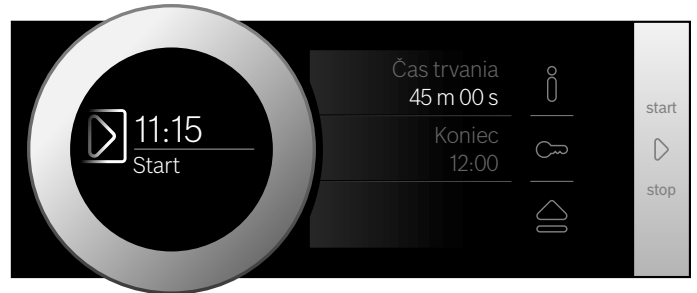 11:15
Start
Čas trvania
45 m 00 s
Koniec
12:00
start
stop